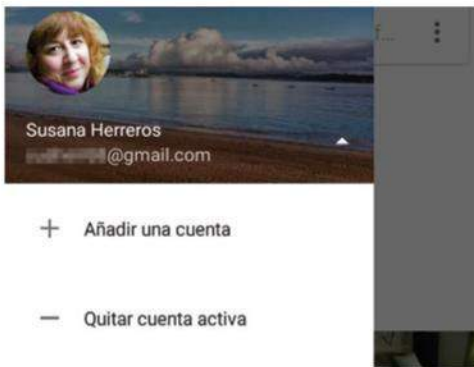 Susana Herreros
@gmail.com
Añadir una cuenta
Quitar cuenta activa